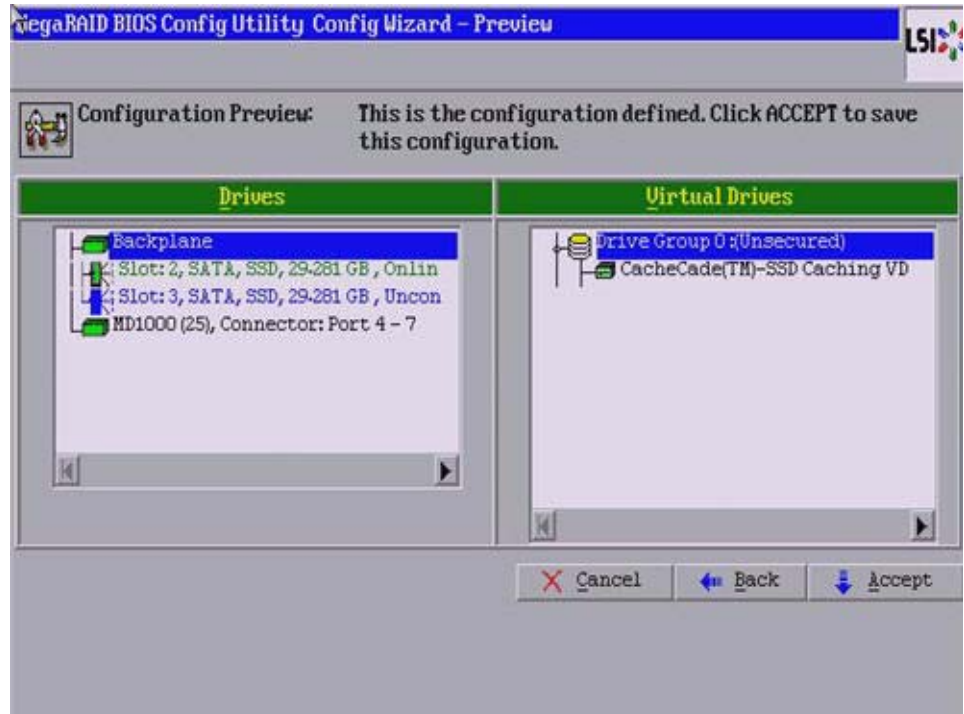 MegaRAID BIOS Config Utility Config Wizard – Preview
LSI
Configuration Preview: This is the configuration defined. Click ACCEPT to save
this configuration.
Drives
Backplane
Slot: 2, SATA, SSD, 29.281 GB , Onlin
Slot: 3, SATA, SSD, 29.281 GB , Uncon
MD1000 (25), Connector: Port 4 – 7
Virtual Drives
Drive Group 0 :(Unsecured)
CacheCade(TM)-SSD Caching VD
Cancel
Back
Accept